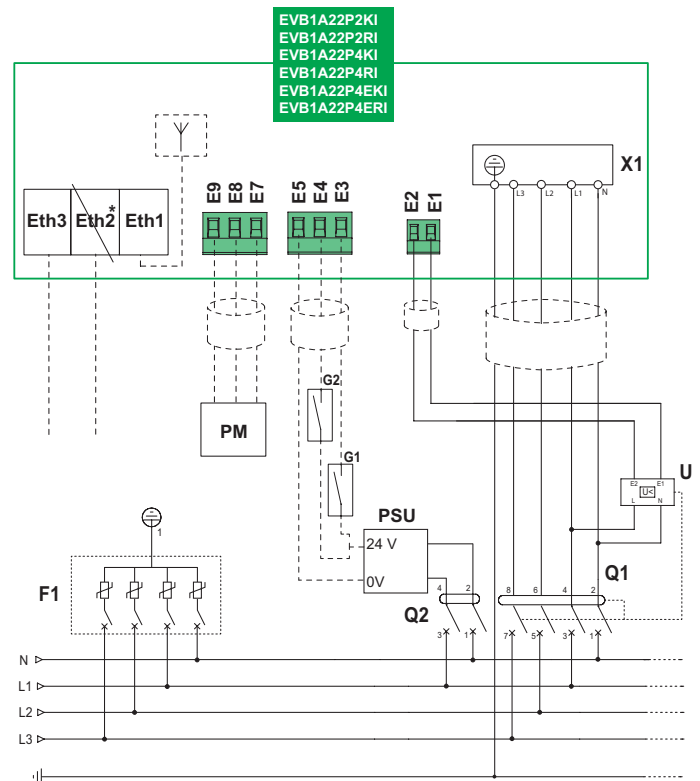 EVB1A22P2KI
EVB1A22P2RI
EVB1A22P4KI
EVB1A22P4RI
EVB1A22P4EKI
EVB1A22P4ERI
X1
L3 L2 L1 N
E9 E8 E7
E5 E4 E3
E2 E1
Eth3 Eth2* Eth1
G2
PM
G1
U
E2 E1
U<
L N
PSU
24 V
0V
1
F1
Q1
8 6 4 2
4 2
Q2
3 1
7 5 3 1
N
L1
L2
L3